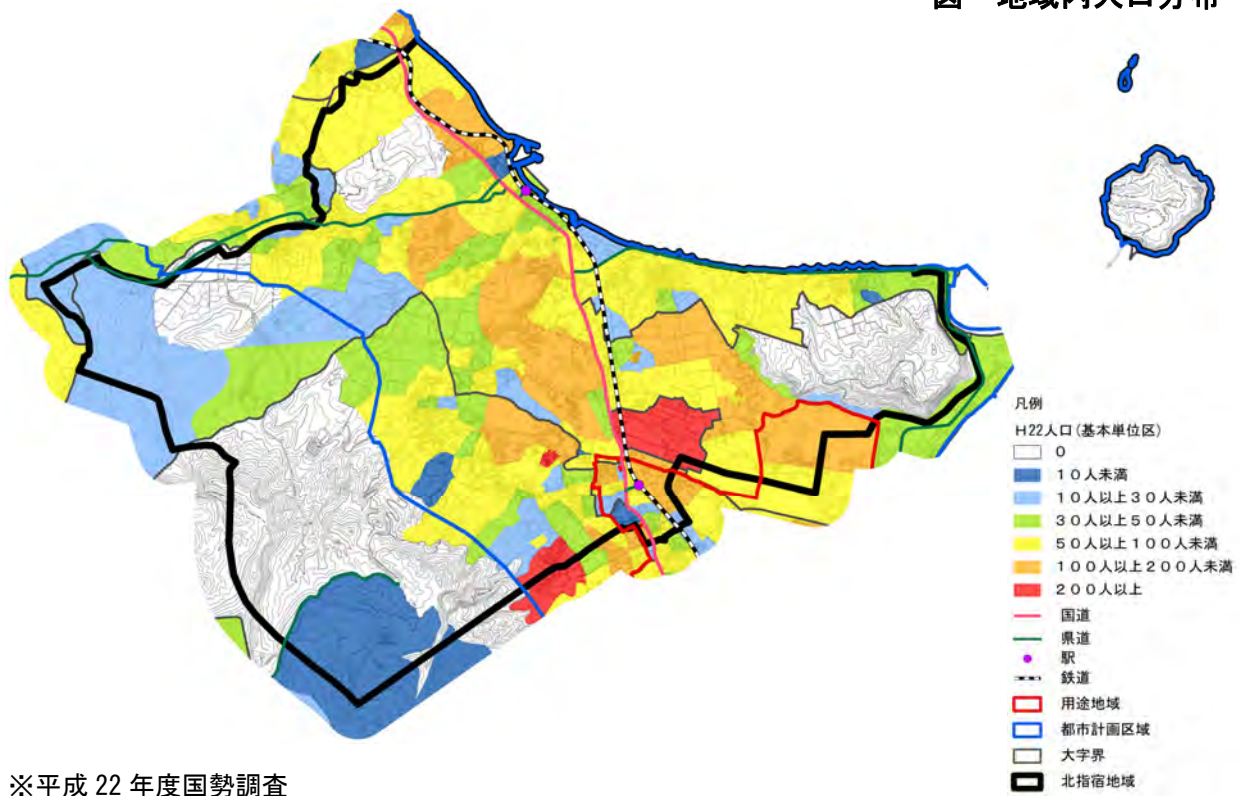 図 地域内人口分布
凡例
H22人口(基本単位区)
0
10人未満
10人以上30人未満
30人以上50人未満
50人以上100人未満
100人以上200人未満
200人以上
国道
県道
駅
鉄道
用途地域
都市計画区域
大字界
北指宿地域
※平成 22 年度国勢調査